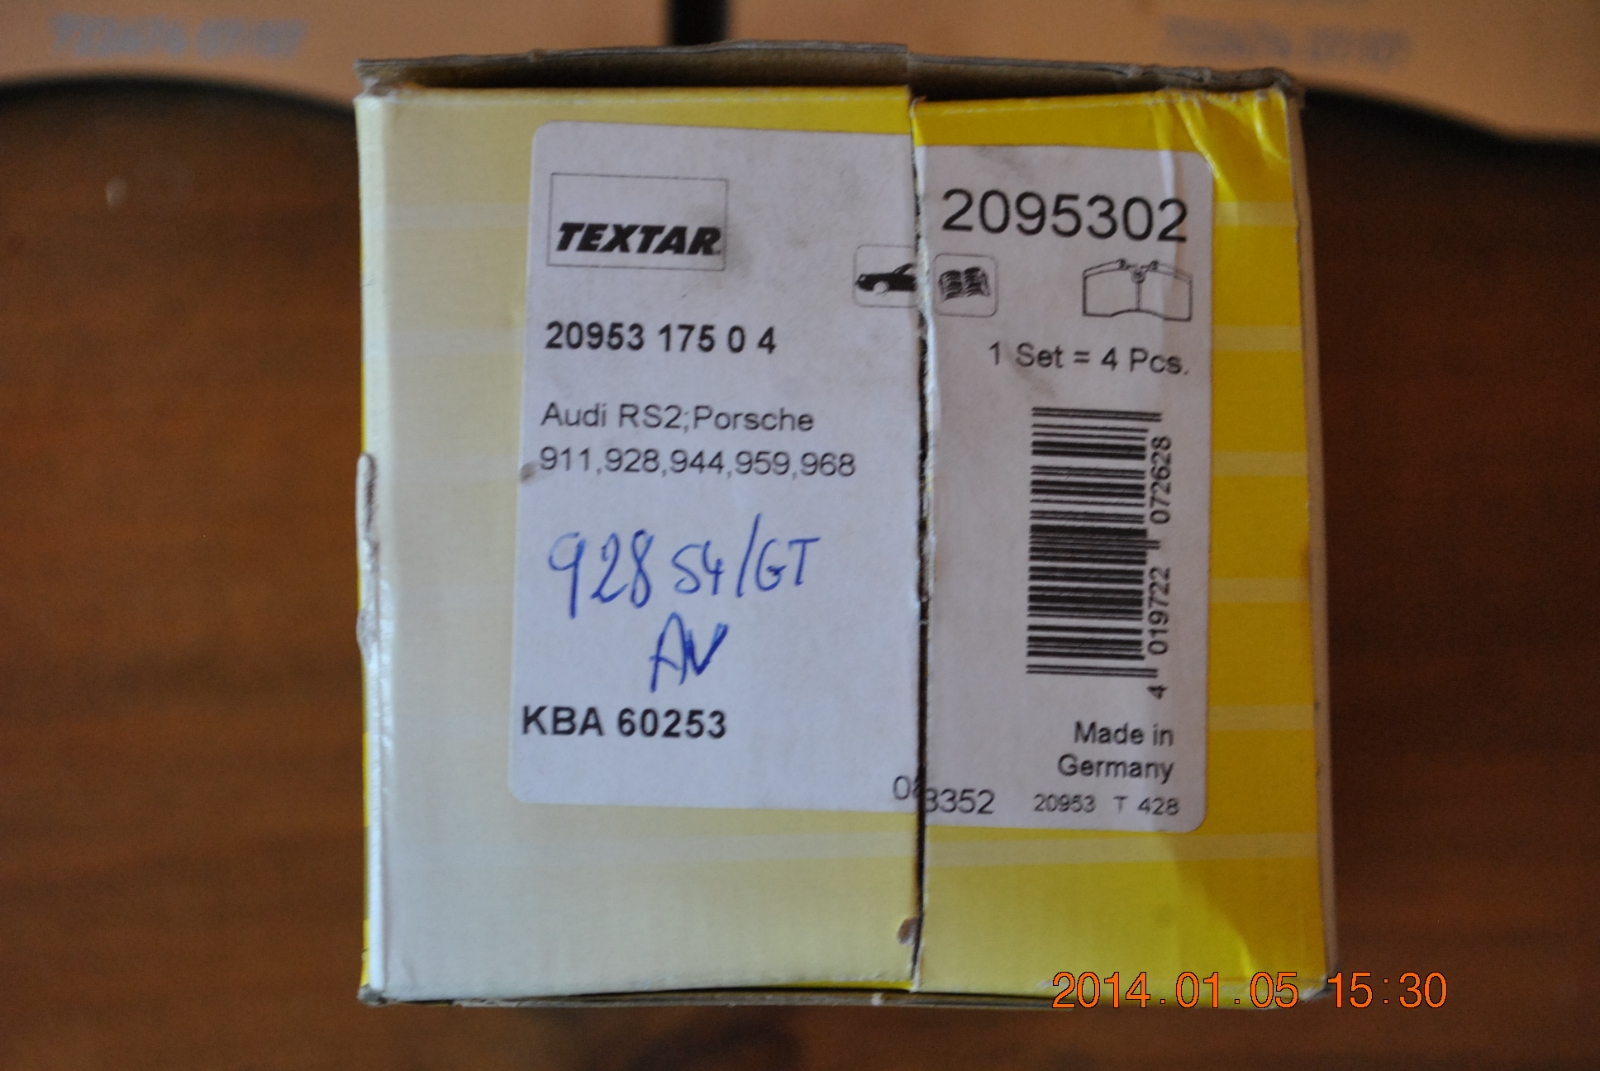 TEXTAR
2095302
20953 175 0 4
1 Set = 4 Pcs.
Audi RS2;Porsche
911,928,944,959,968
928 S4/GT
AV
KBA 60253
4 019722 072628
Made in
Germany
3352
20953 T 428
2014.01.05 15:30